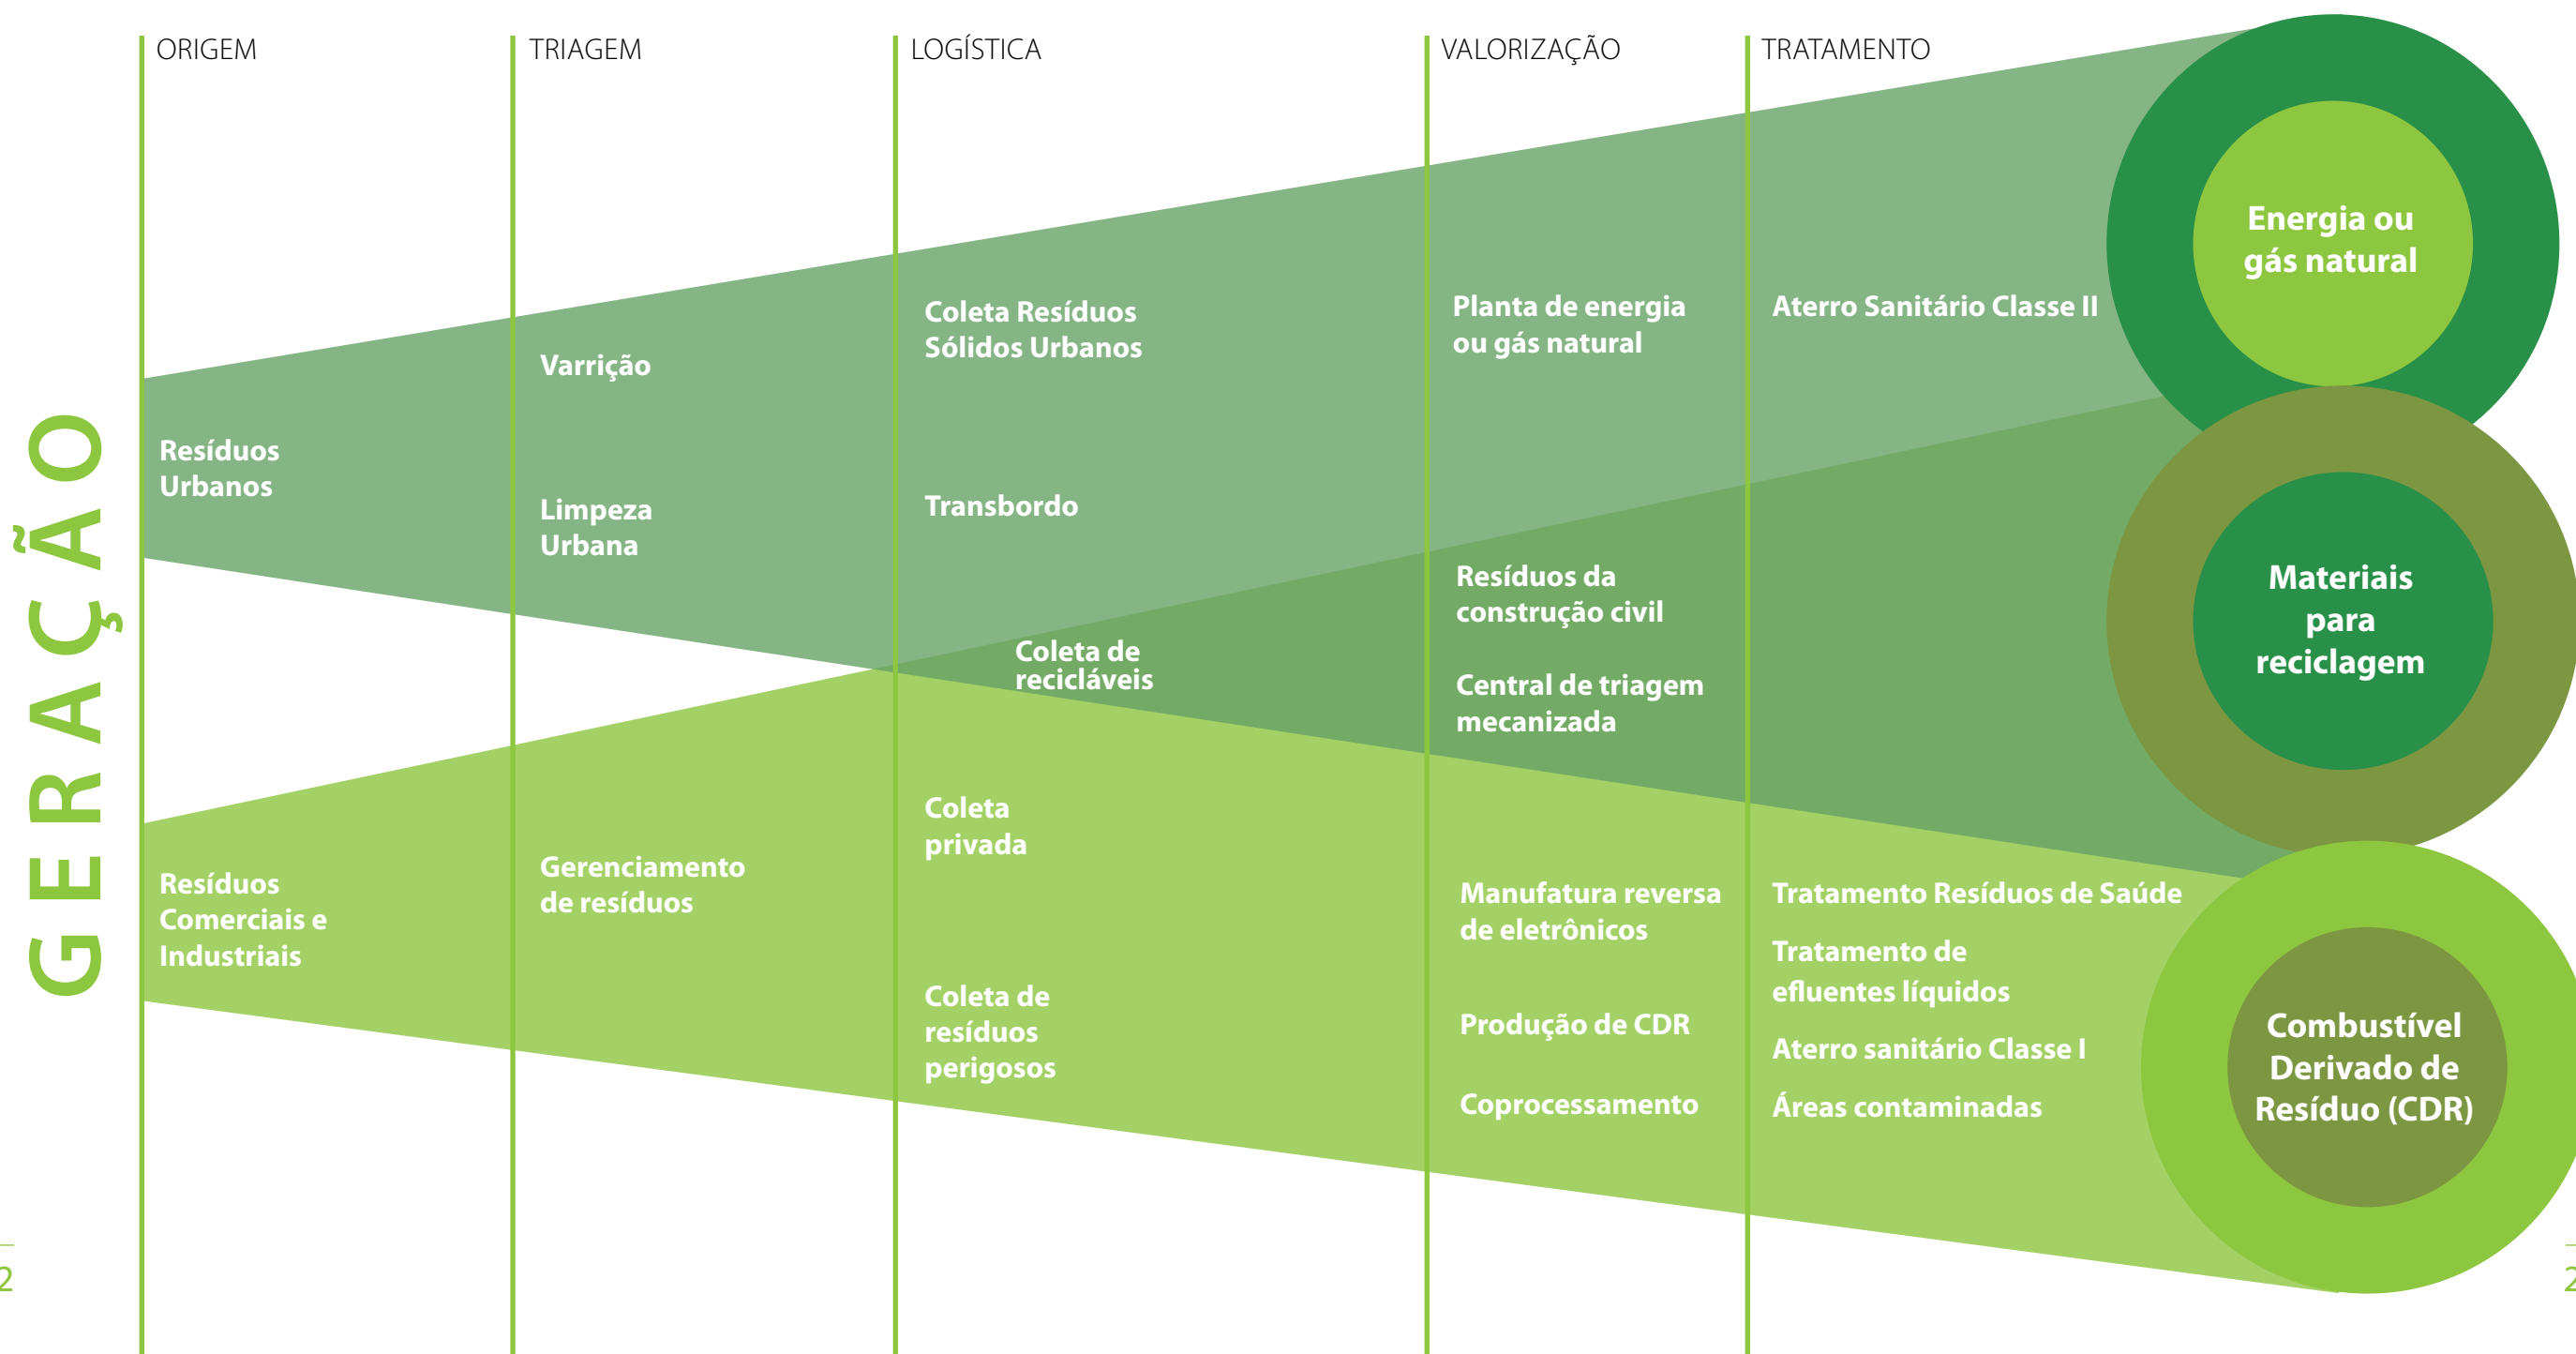 GERAÇÃO
ORIGEM
Resíduos
Urbanos
Resíduos
Comerciais e
Industriais
TRIAGEM
Varrição
Limpeza
Urbana
Gerenciamento
de resíduos
LOGÍSTICA
Coleta Resíduos
Sólidos Urbanos
Transbordo
Coleta de
recicláveis
Coleta
privada
Coleta de
resíduos
perigosos
VALORIZAÇÃO
Planta de energia
ou gás natural
Resíduos da
construção civil
Central de triagem
mecanizada
Manufatura reversa
de eletrônicos
Produção de CDR
Coprocessamento
TRATAMENTO
Aterro Sanitário Classe II
Tratamento Resíduos de Saúde
Tratamento de
efluentes líquidos
Aterro sanitário Classe I
Áreas contaminadas
Energia ou
gás natural
Materiais
para
reciclagem
Combustível
Derivado de
Resíduo (CDR)
2
2